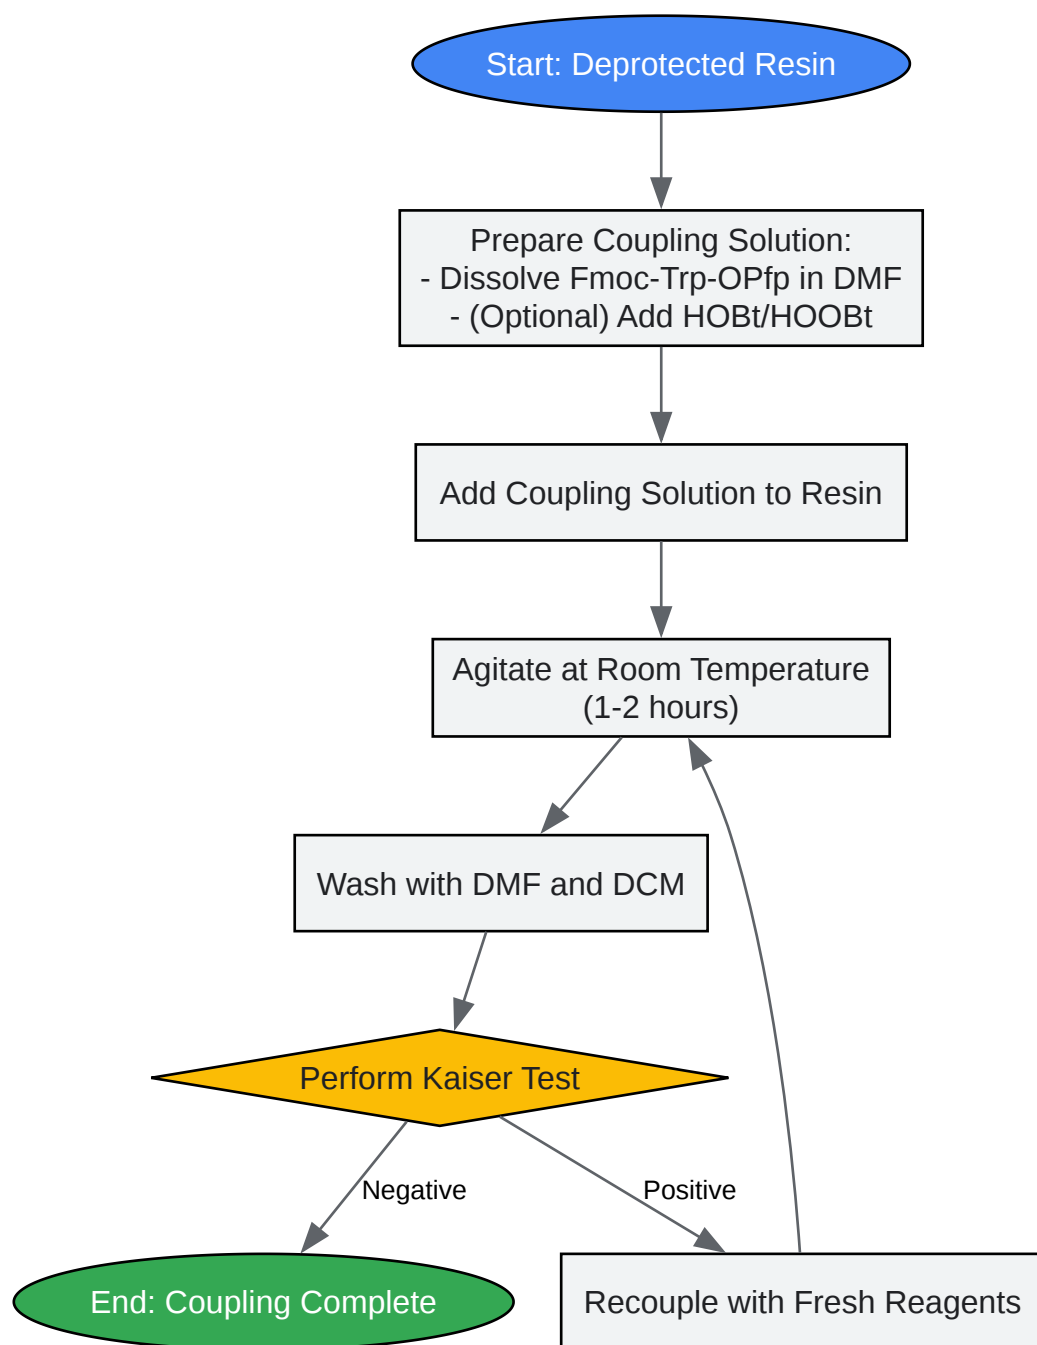 Start: Deprotected Resin
Prepare Coupling Solution:
- Dissolve Fmoc-Trp-OPfp in DMF
- (Optional) Add HOBt/HOOBt
Add Coupling Solution to Resin
Agitate at Room Temperature
(1-2 hours)
Wash with DMF and DCM
Perform Kaiser Test
Negative
Positive
End: Coupling Complete
Recouple with Fresh Reagents